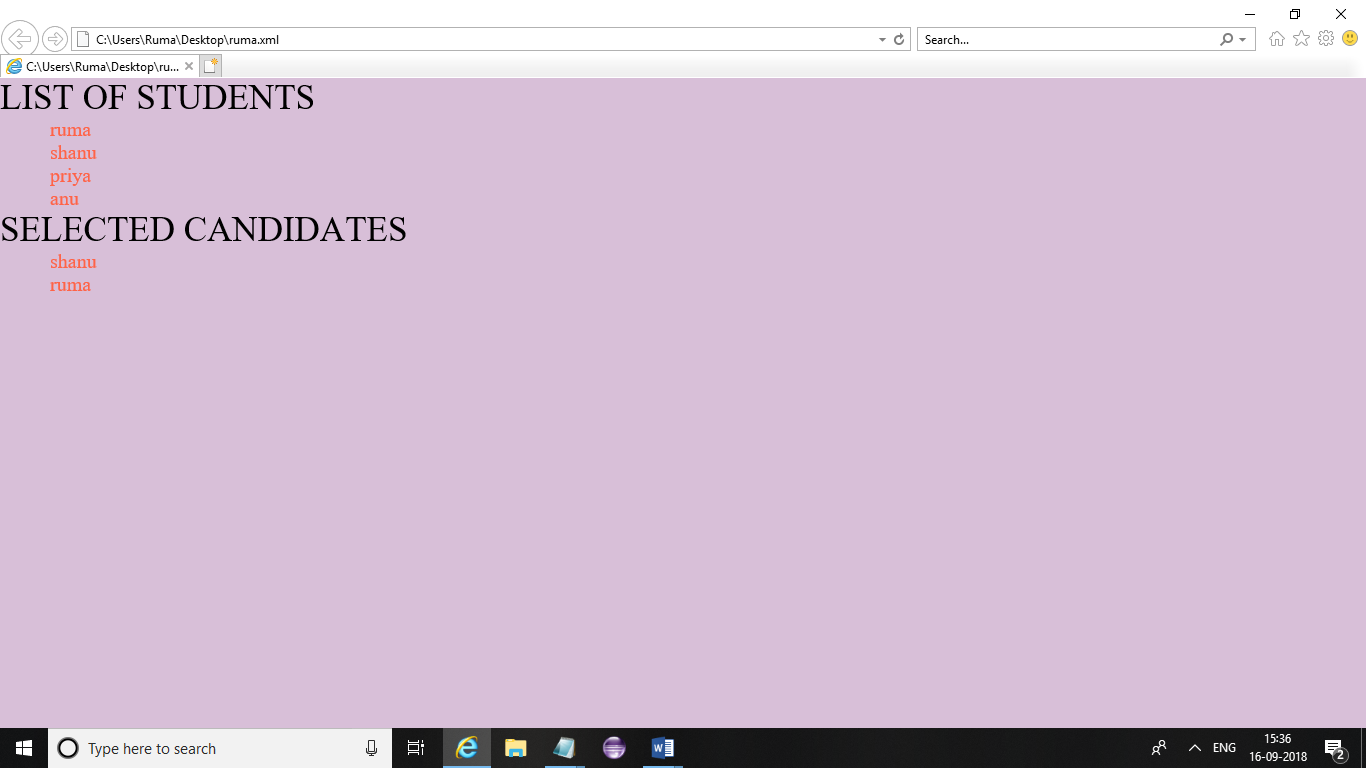 C:\Users\Ruma\Desktop\ruma.xml
Search...
C:\Users\Ruma\Desktop\ru...
LIST OF STUDENTS
ruma
shanu
priya
anu
SELECTED CANDIDATES
shanu
ruma
Type here to search
ENG
15:36
16-09-2018
2